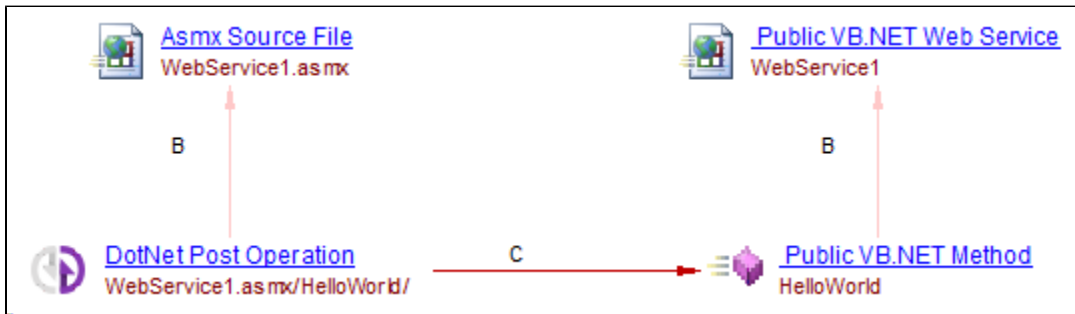 Asmx Source File
WebService1.asmx
Public VB.NET Web Service
WebService1
B
B
DotNet Post Operation
WebService1.asmx/HelloWorld/
C
Public VB.NET Method
HelloWorld